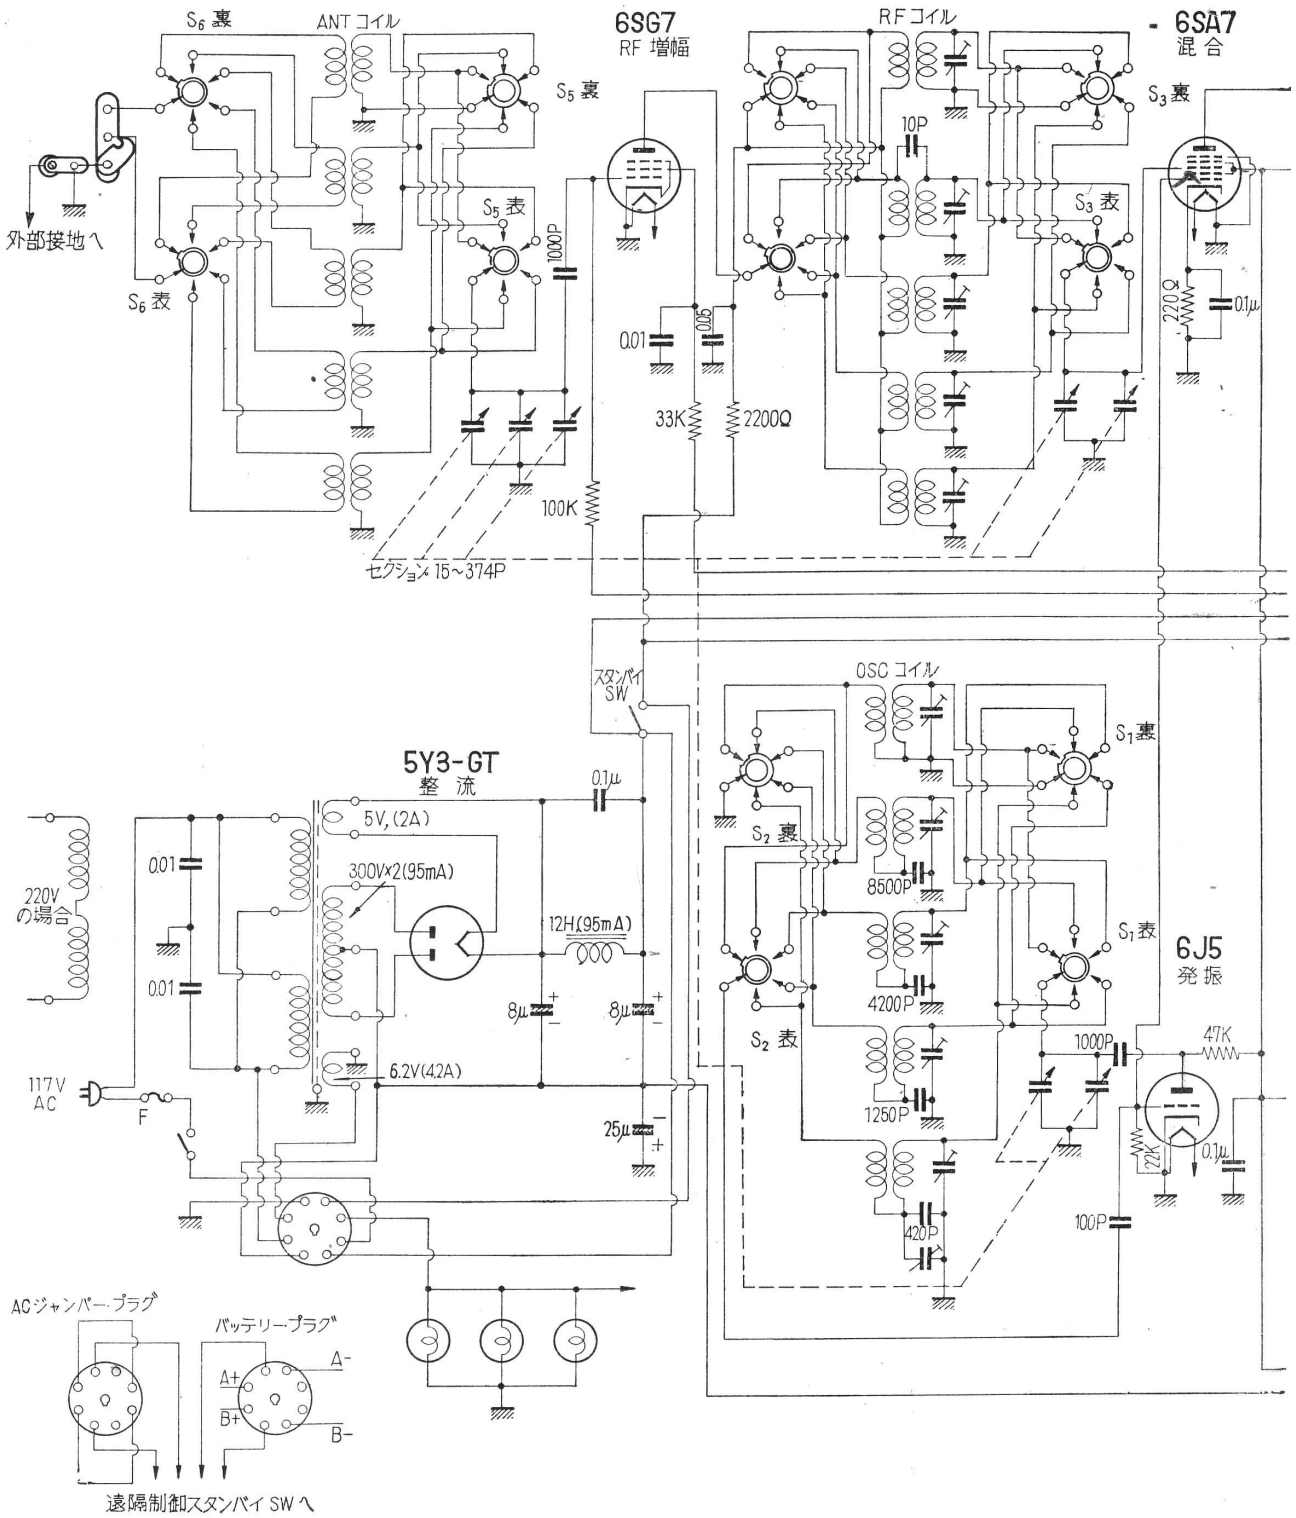 S₆ 裏
ANT コイル
6SG7
RF 増幅
RF コイル
6SA7
混合
S₅ 裏
S₃ 裏
10P
S₅ 表
S₃ 表
外部接地へ
S₆ 表
1000P
0.01
0.05
220Ω
0.1μ
33K
2200Ω
100K
セクション 15~374P
スタンバイ
SW
OSC コイル
5Y3-GT
整流
0.1μ
S₁ 裏
5V,(2A)
S₂ 裏
0.01
300V×2(95mA)
8500P
220V
の場合
12H,(95mA)
S₁ 表
6J5
発振
0.01
8μ
+
−
8μ
+
−
4200P
S₂ 表
1000P
47K
117V
AC
F
6.2V(4.2A)
1250P
25μ
−
+
22K
0.1μ
420P
100P
ACジャンパー・プラグ
バッテリー・プラグ
A+
A−
B+
B−
遠隔制御スタンバイ SW へ